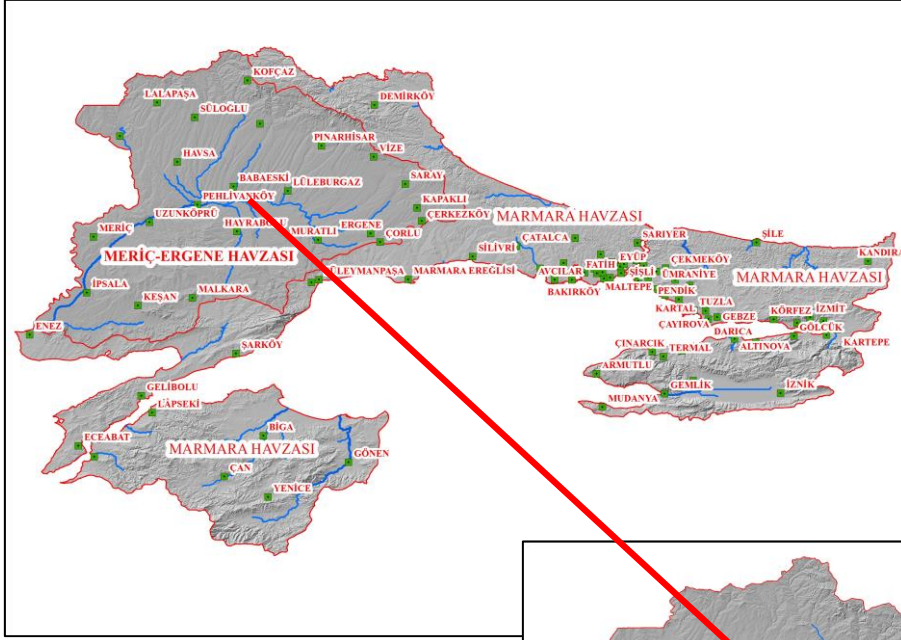 KOFÇAZ
LALAPAŞA
DEMİRKÖY
SÜLOĞLU
PINARHİSAR
VİZE
HAVSA
BABAESKİ
LÜLEBURGAZ
SARAY
PEHLİVANKÖY
KAPAKLI
UZUNKÖPRÜ
HAYRABOLU
ERGENE
ÇERKEZKÖY
MARMARA HAVZASI
MERİÇ
MURATLI
ÇORLU
ÇATALCA
SARIYER
ŞİLE
SİLİVRİ
MERİÇ-ERGENE HAVZASI
EYÜP
ÇEKMEKÖY
KANDIRA
FATİH
AVCILAR
ŞİŞLİ
ÜMRANİYE
MARMARA HAVZASI
ÜLEYMANPAŞA
MARMARA EREĞLİSİ
BAKIRKÖY
MALTEPE
PENDİK
İPSALA
KEŞAN
MALKARA
KARTAL
TUZLA
KÖRFEZ
İZMİT
ÇAYIROVA
GEBZE
ENEZ
DARICA
GÖLCÜK
ŞARKÖY
ÇINARCIK
TERMAL
ALTINOVA
KARTEPE
ARMUTLU
GELİBOLU
GEMLİK
İZNİK
LÂPSEKİ
MUDANYA
ECEABAT
BİGA
MARMARA HAVZASI
GÖNEN
ÇAN
YENİCE